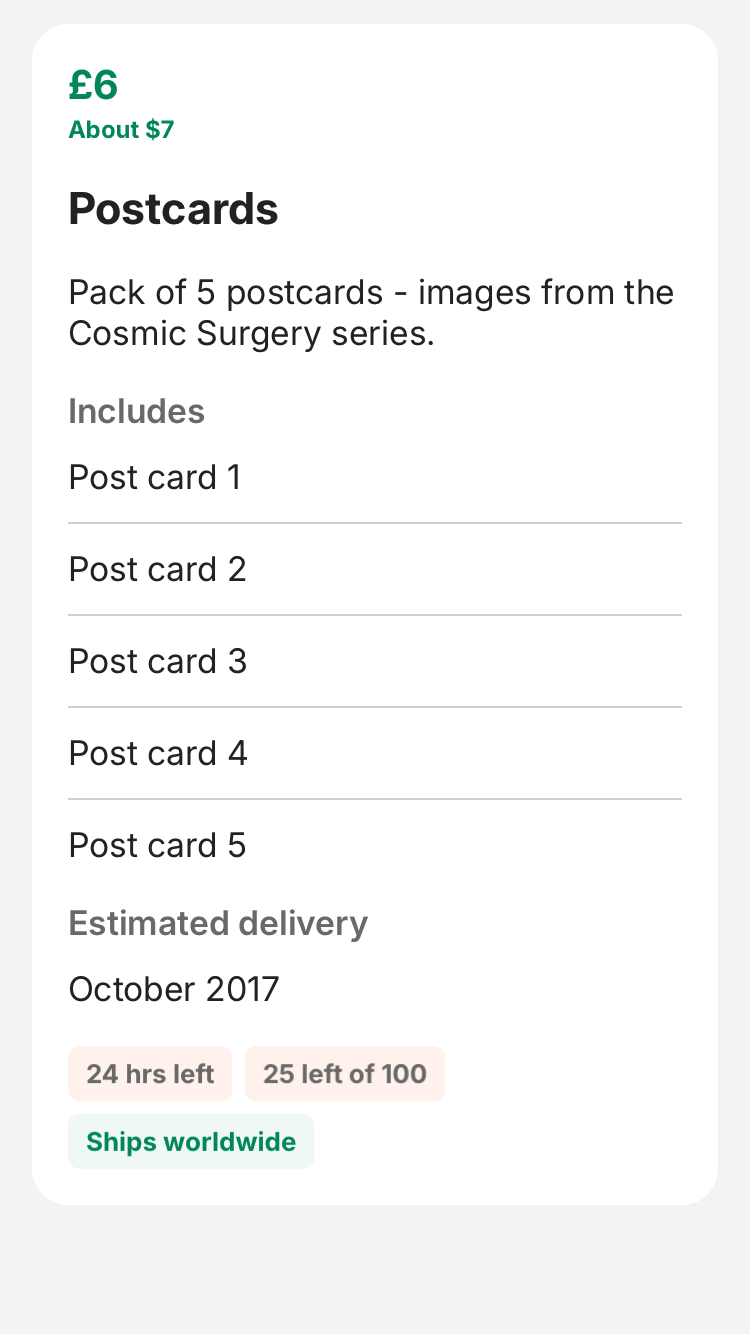 £6
About $7
Postcards
Pack of 5 postcards - images from the
Cosmic Surgery series.
Includes
Post card 1
Post card 2
Post card 3
Post card 4
Post card 5
Estimated delivery
October 2017
24 hrs left
25 left of 100
Ships worldwide